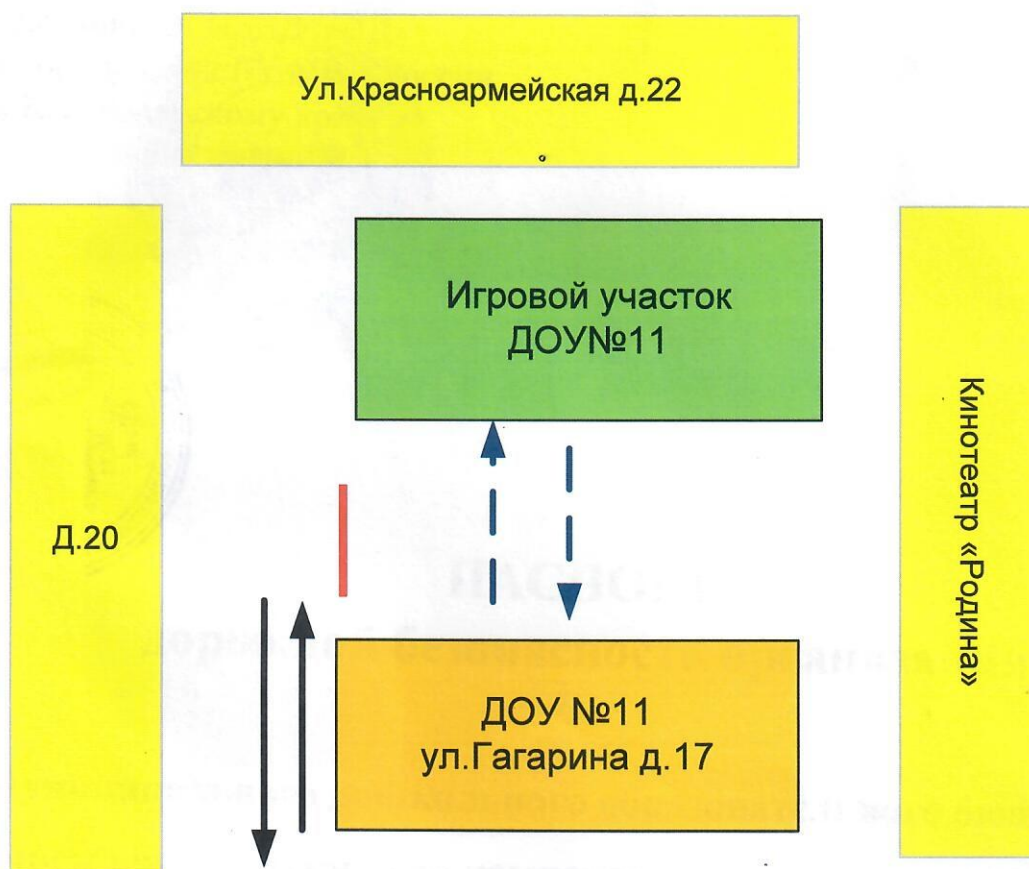 Ул.Красноармейская д.22
Игровой участок
ДОУ№11
Д.20
Кинотеатр «Родина»
ДОУ №11
ул.Гагарина д.17